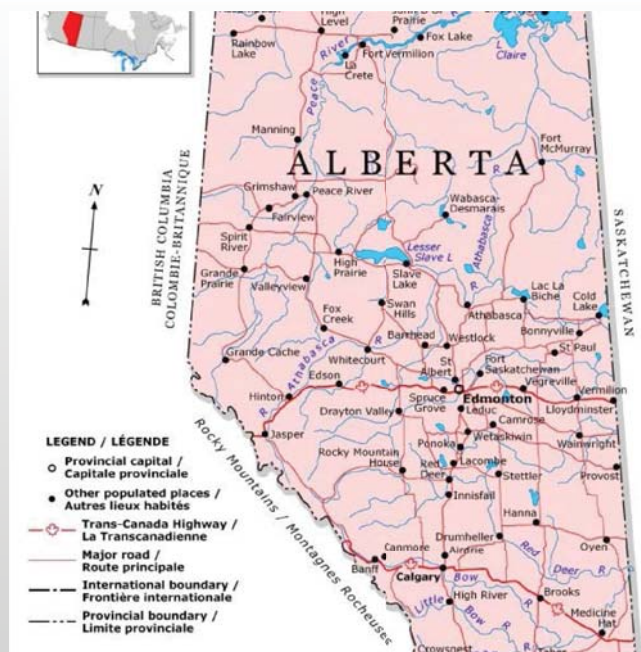 High
Level
Prairie
Rainbow
Lake
Fort Vermilion
Fox Lake
L
Claire
La
Crete
River
Peace
Manning
ALBERTA
Fort
McMurray
N
BRITISH COLUMBIA
COLOMBIE-BRITANNIQUE
SASKATCHEWAN
Grimshaw
Peace River
Fairview
Wabasca-
Desmarais
Spirit
River
High
Prairie
Lesser
Slave L
Slave
Lake
Athabasca
R
R
Grande
Prairie
Valleyview
Lac La
Biche
Cold
Lake
Swan
Hills
Athabasca
Bonnyville
Fox
Creek
Barrhead
Westlock
St Paul
Grande Cache
Athabasca
R
Whitecourt
St
Albert
Fort
Saskatchewan
Edson
Vegreville
Vermilion
Hinton
Spruce
Grove
Edmonton
Lloydminster
R
Drayton Valley
Leduc
Camrose
Jasper
Wetaskiwin
Wainwright
Ponoka
Rocky Mountain
House
Red
Deer
Lacombe
Stettler
Provost
Innisfail
Hanna
Rocky Mountains / Montagnes Rocheuses
Drumheller
Red
Deer
R
Oyen
Canmore
Airdrie
Banff
Calgary
Bow
R
Brooks
Little
Bow
R
High River
R
Medicine
Hat
Crowsnest
LEGEND / LÉGENDE
Provincial capital /
Capitale provinciale
Other populated places /
Autres lieux habités
Trans-Canada Highway /
La Transcanadienne
Major road /
Route principale
International boundary /
Frontière internationale
Provincial boundary /
Limite provinciale